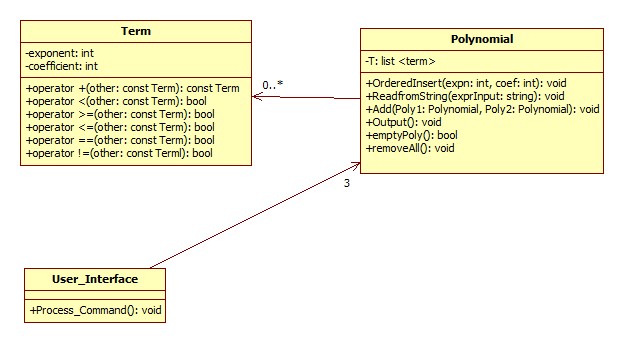 Term
-exponent: int
-coefficient: int
+operator +(other: const Term): const Term
+operator <(other: const Term): bool
+operator >=(other: const Term): bool
+operator <=(other: const Term): bool
+operator ==(other: const Term): bool
+operator !=(other: const Terml): bool
0..*
Polynomial
-T: list <term>
+OrderedInsert(expn: int, coef: int): void
+ReadfromString(exprInput: string): void
+Add(Poly1: Polynomial, Poly2: Polynomial): void
+Output(): void
+emptyPoly(): bool
+removeAll(): void
3
User_Interface
+Process_Command(): void